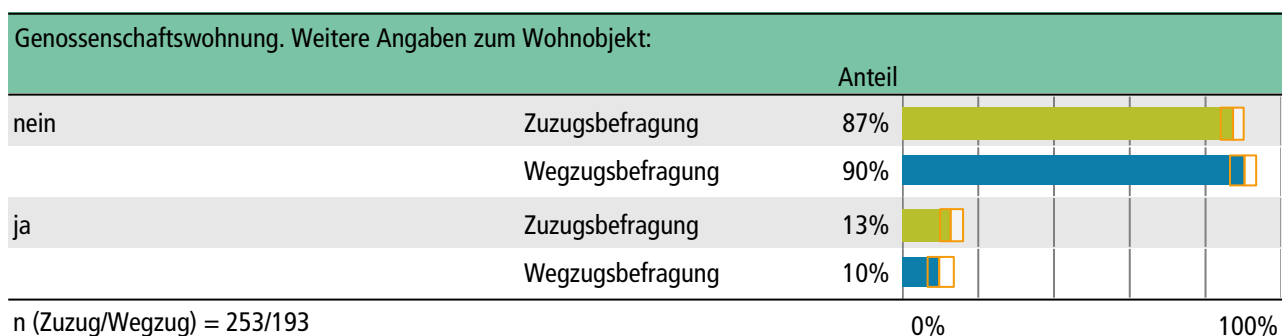 Genossenschaftswohnung. Weitere Angaben zum Wohnobjekt:
Anteil
nein Zuzugsbefragung 87%
Wegzugsbefragung 90%
ja Zuzugsbefragung 13%
Wegzugsbefragung 10%
n (Zuzug/Wegzug) = 253/193 0% 100%